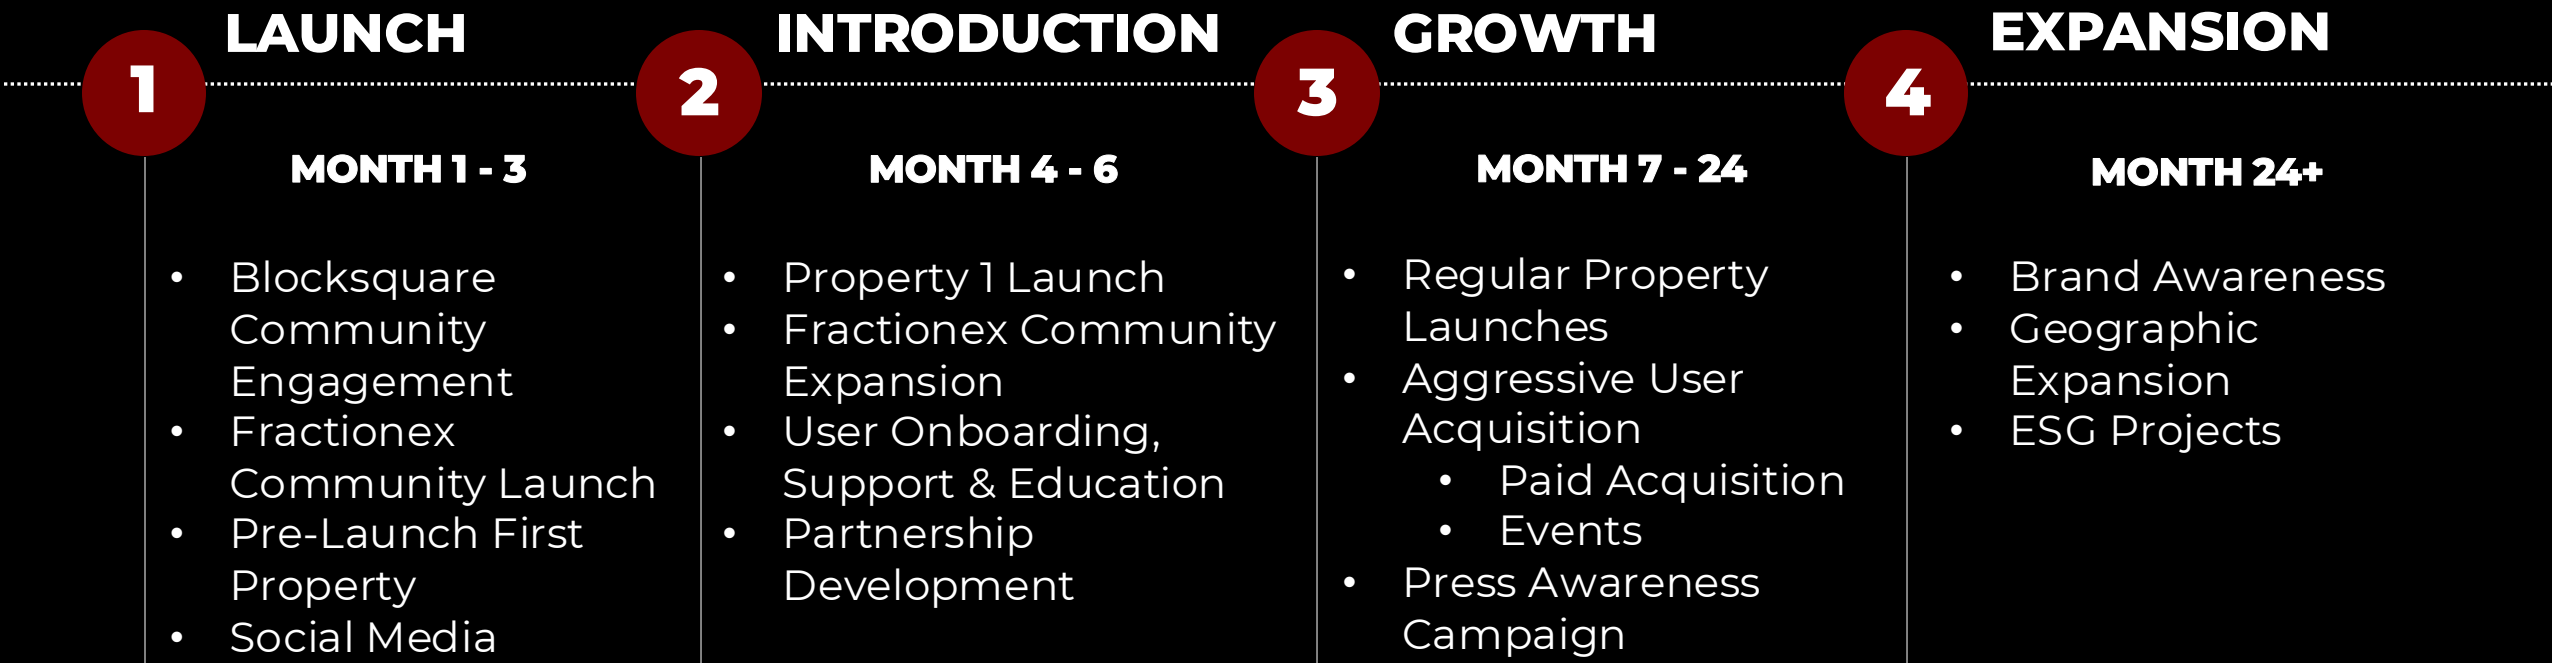 1
LAUNCH
MONTH 1 - 3
• Blocksquare
Community
Engagement
• Fractionex
Community Launch
• Pre-Launch First
Property
• Social Media
2
INTRODUCTION
MONTH 4 - 6
• Property 1 Launch
• Fractionex Community
Expansion
• User Onboarding,
Support & Education
• Partnership
Development
3
GROWTH
MONTH 7 - 24
• Regular Property
Launches
• Aggressive User
Acquisition
• Paid Acquisition
• Events
• Press Awareness
Campaign
4
EXPANSION
MONTH 24+
• Brand Awareness
• Geographic
Expansion
• ESG Projects